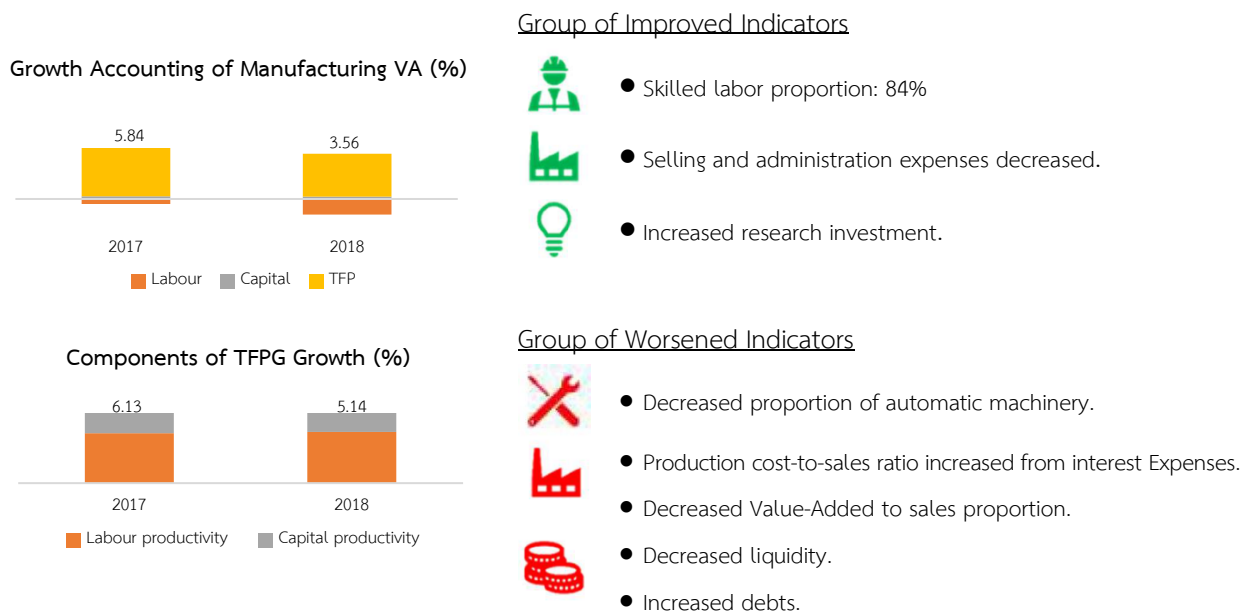 Growth Accounting of Manufacturing VA (%)
5.84
3.56
2017
2018
Labour
Capital
TFP
Components of TFPG Growth (%)
6.13
5.14
2017
2018
Labour productivity
Capital productivity
Group of Improved Indicators
● Skilled labor proportion: 84%
● Selling and administration expenses decreased.
● Increased research investment.
Group of Worsened Indicators
● Decreased proportion of automatic machinery.
● Production cost-to-sales ratio increased from interest Expenses.
● Decreased Value-Added to sales proportion.
● Decreased liquidity.
● Increased debts.